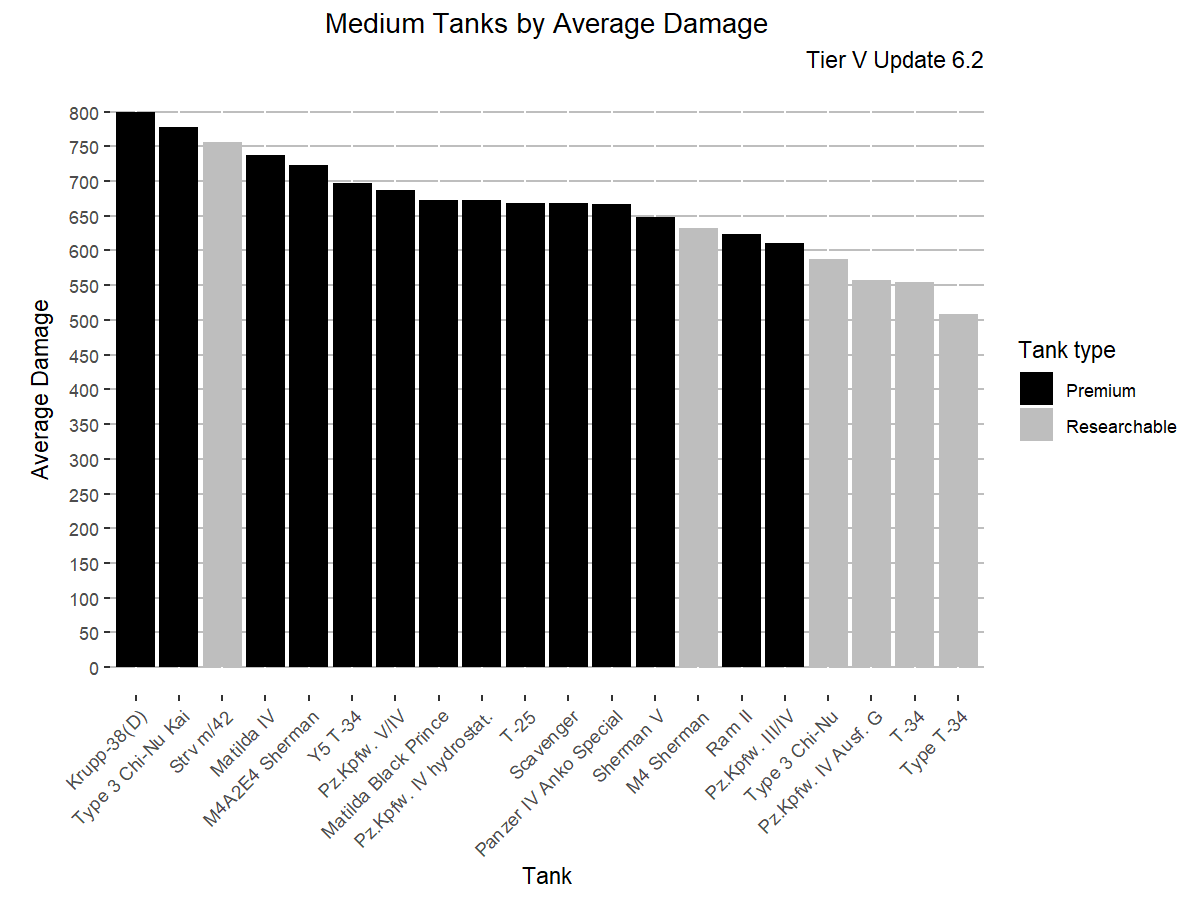 Medium Tanks by Average Damage
Tier V Update 6.2
800
750
700
650
600
550
500
450
400
350
300
250
200
150
100
50
0
Average Damage
Krupp-38(D)
Type 3 Chi-Nu Kai
Strv m/42
Matilda IV
M4A2E4 Sherman
Y5 T-34
Pz.Kpfw. V/IV
Matilda Black Prince
Pz.Kpfw. IV hydrostat.
T-25
Scavenger
Panzer IV Anko Special
Sherman V
M4 Sherman
Ram II
Pz.Kpfw. III/IV
Type 3 Chi-Nu
Pz.Kpfw. IV Ausf. G
T-34
Type T-34
Tank
Tank type
Premium
Researchable